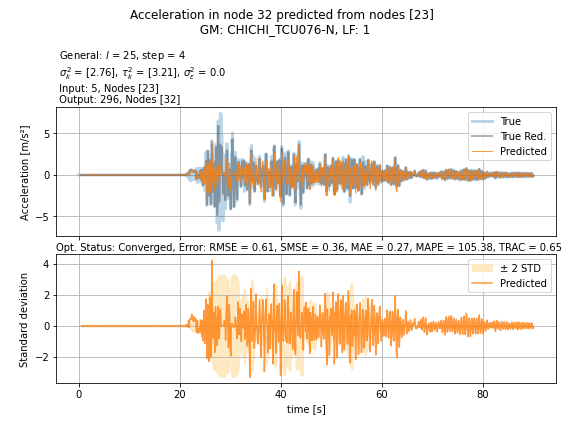 Acceleration in node 32 predicted from nodes [23]
GM: CHICHI_TCU076-N, LF: 1
General: l = 25, step = 4
σ²ₖ = [2.76], τ²ₖ = [3.21], σ²ε = 0.0
Input: 5, Nodes [23]
Output: 296, Nodes [32]
Acceleration [m/s²]
5
0
−5
True
True Red.
Predicted
Opt. Status: Converged, Error: RMSE = 0.61, SMSE = 0.36, MAE = 0.27, MAPE = 105.38, TRAC = 0.65
Standard deviation
4
2
0
−2
± 2 STD
Predicted
0 20 40 60 80
time [s]